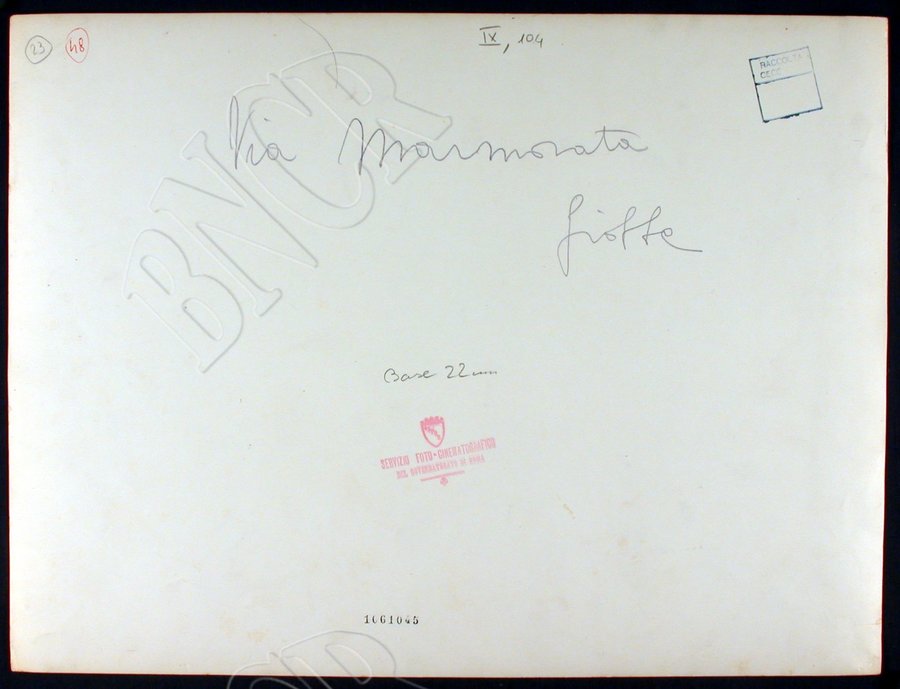 23 48
IX, 104
RACCOLTA
CECC
Via Marmorata
BNCR
Base 22 mm
SERVIZIO FOTO-CINEMATOGRAFICO
DEL GOVERNATORATO DI ROMA
1061045